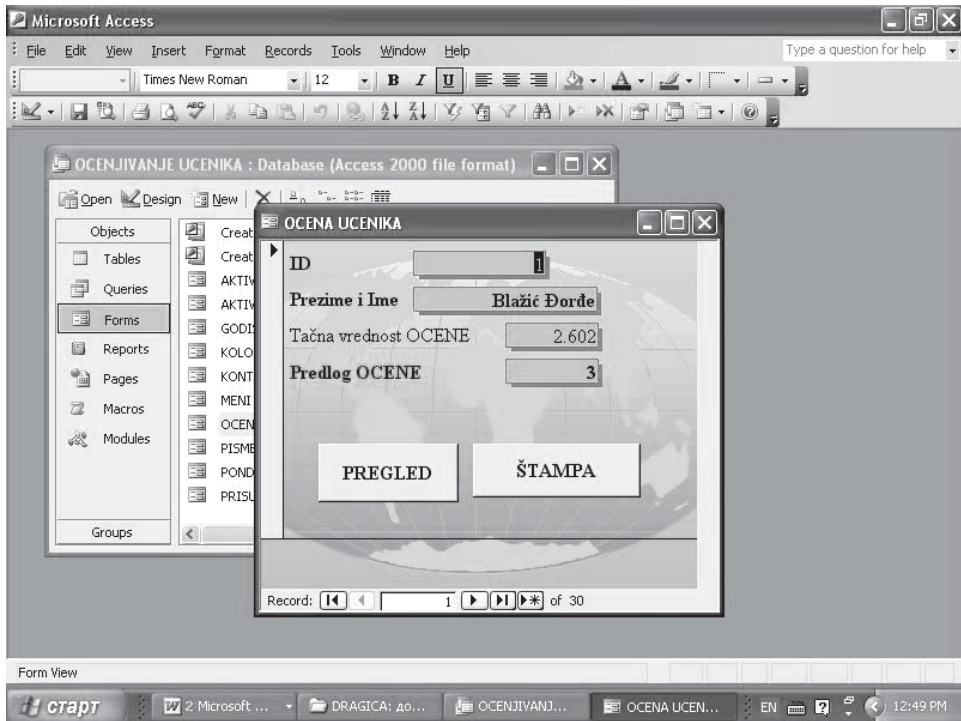 Microsoft Access
File Edit View Insert Format Records Tools Window Help Type a question for help
Times New Roman 12 B I U
OCENJIVANJE UCENIKA : Database (Access 2000 file format)
Open Design New
Objects
Tables
Queries
Forms
Reports
Pages
Macros
Modules
Groups
Creat
Creat
AKTIV
AKTIV
GODI
KOLO
KONT
MENI
OCEN
PISME
POND
PRISU
OCENA UCENIKA
ID 1
Prezime i Ime Blažić Đorđe
Tačna vrednost OCENE 2.602
Predlog OCENE 3
PREGLED ŠTAMPA
Record: 1 of 30
Form View
старт 2 Microsoft ... DRAGICA: до... OCENJIVANJ... OCENA UCEN... EN 12:49 PM